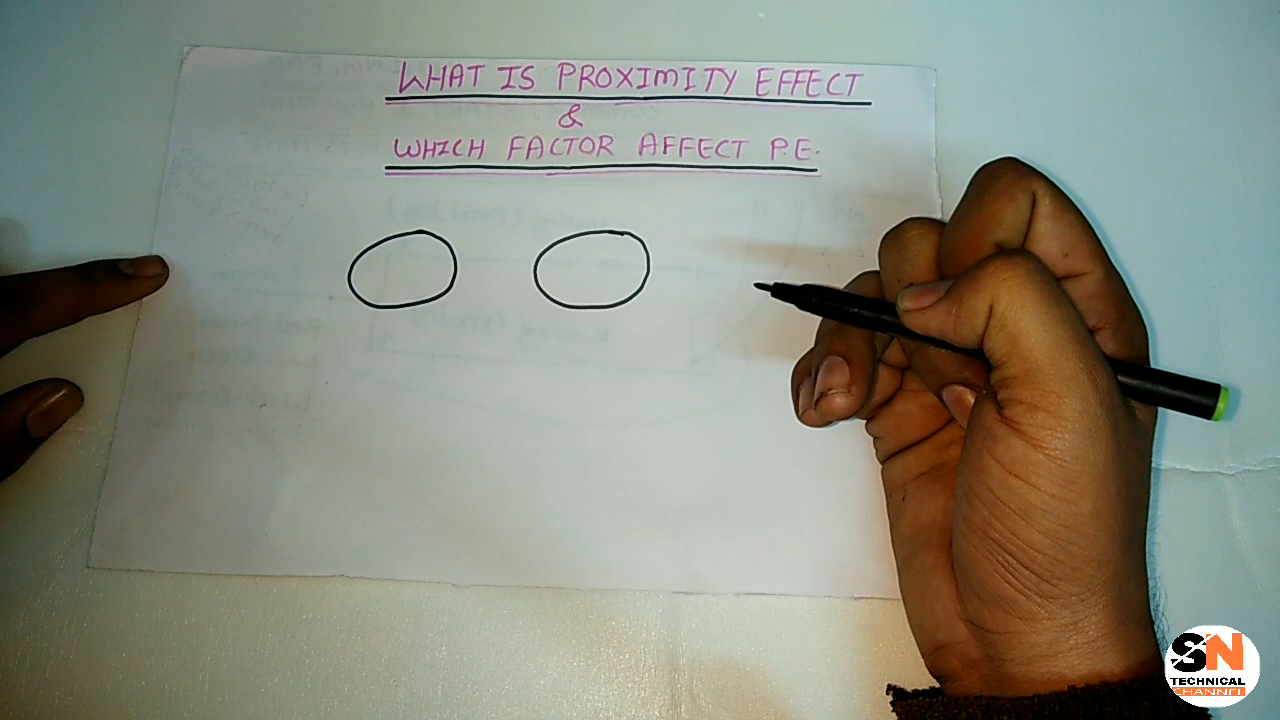 WHAT IS PROXIMITY EFFECT
&
WHICH FACTOR AFFECT P.E.
SN
TECHNICAL
CHANNEL